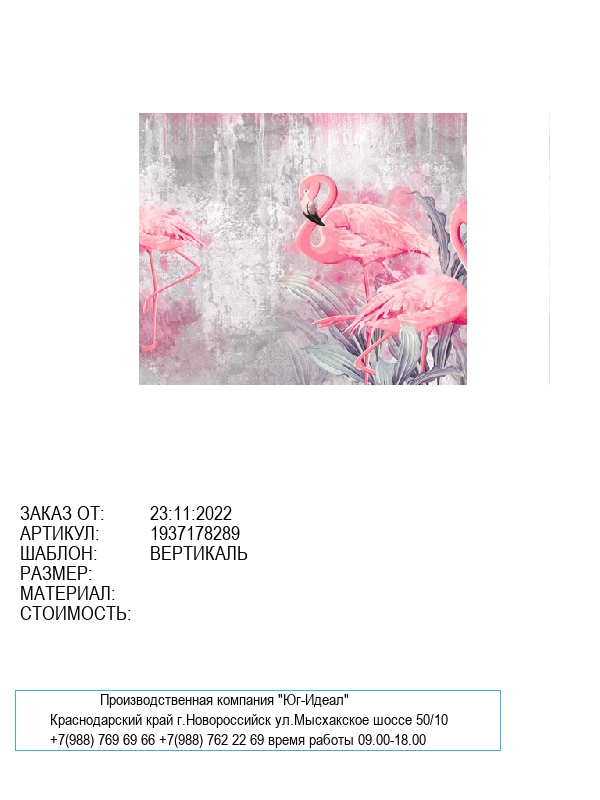 ЗАКАЗ ОТ: 23:11:2022
АРТИКУЛ: 1937178289
ШАБЛОН: ВЕРТИКАЛЬ
РАЗМЕР:
МАТЕРИАЛ:
СТОИМОСТЬ:
Производственная компания "Юг-Идеал"
Краснодарский край г.Новороссийск ул.Мысхакское шоссе 50/10
+7(988) 769 69 66 +7(988) 762 22 69 время работы 09.00-18.00